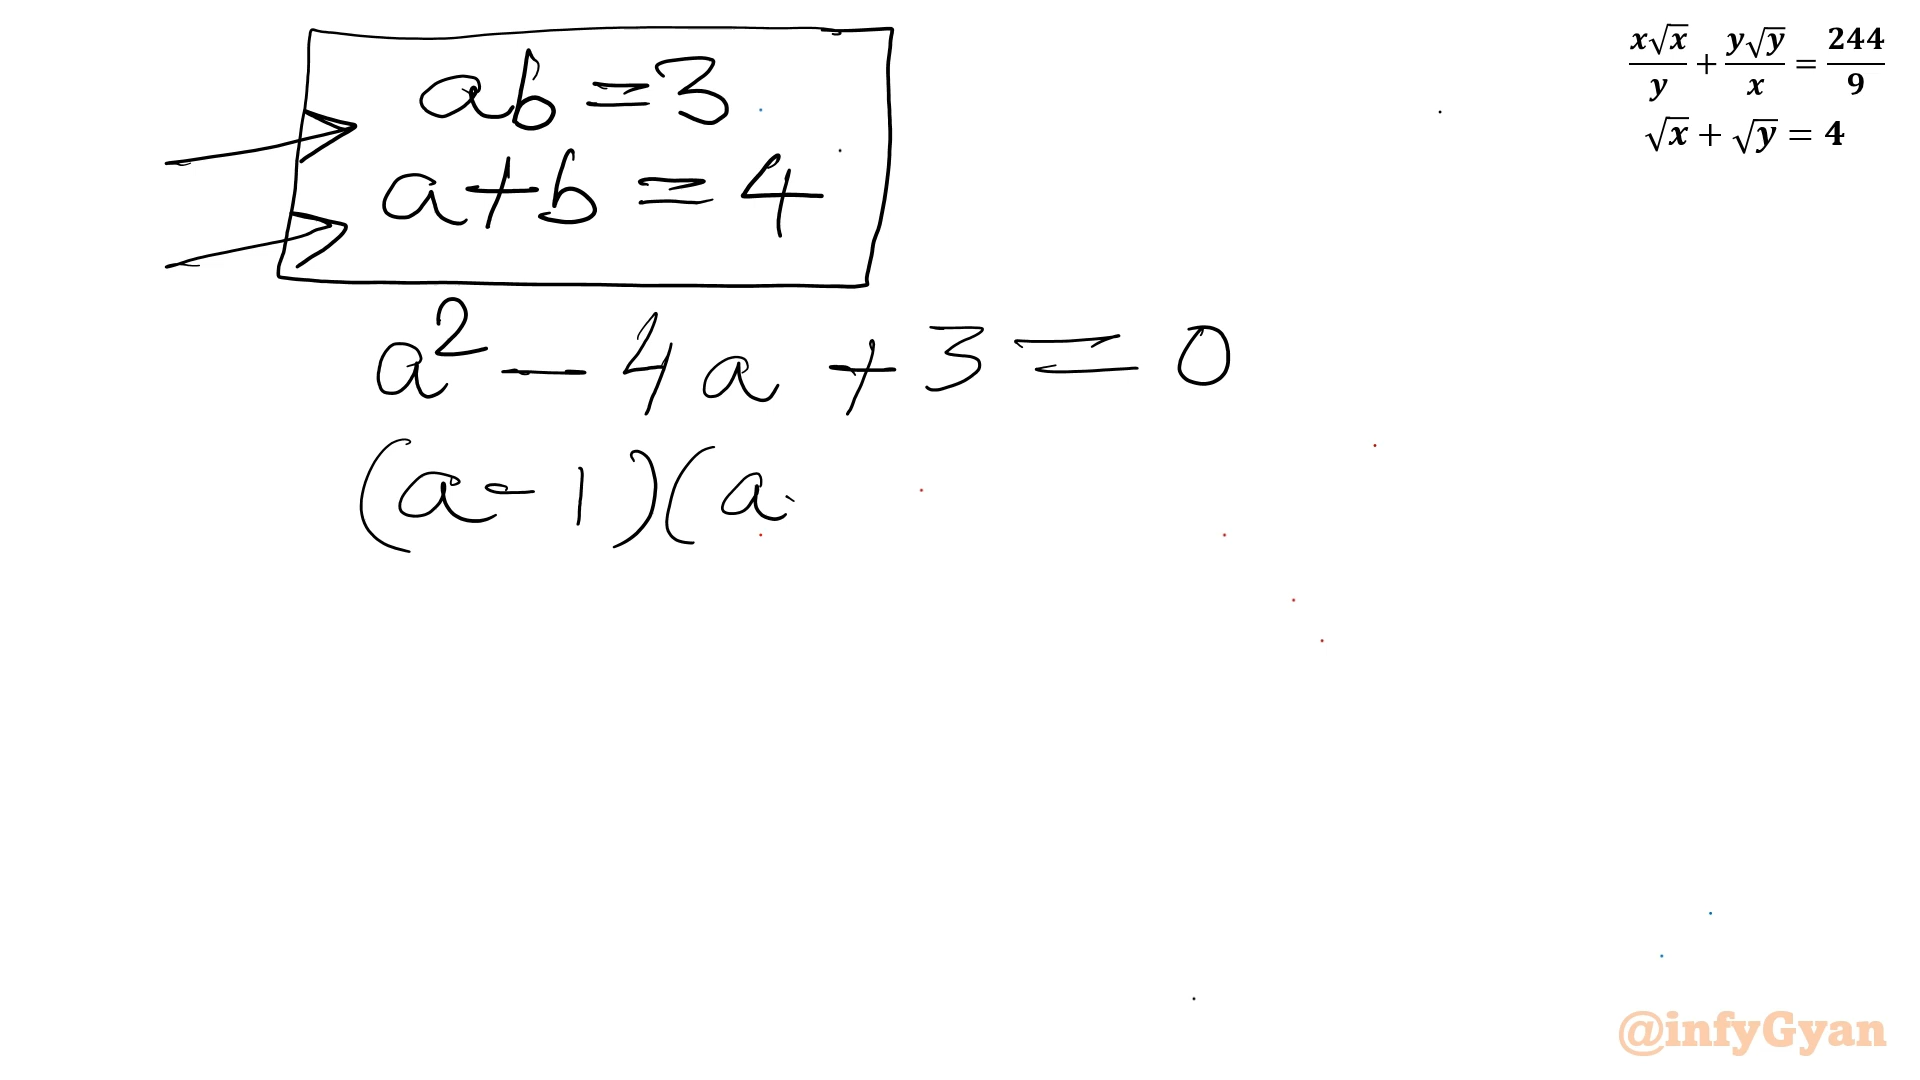 ab = 3
a + b = 4
a² - 4a + 3 = 0
(a - 1)(a -
x√x/y + y√y/x = 244/9
√x + √y = 4
@infyGyan